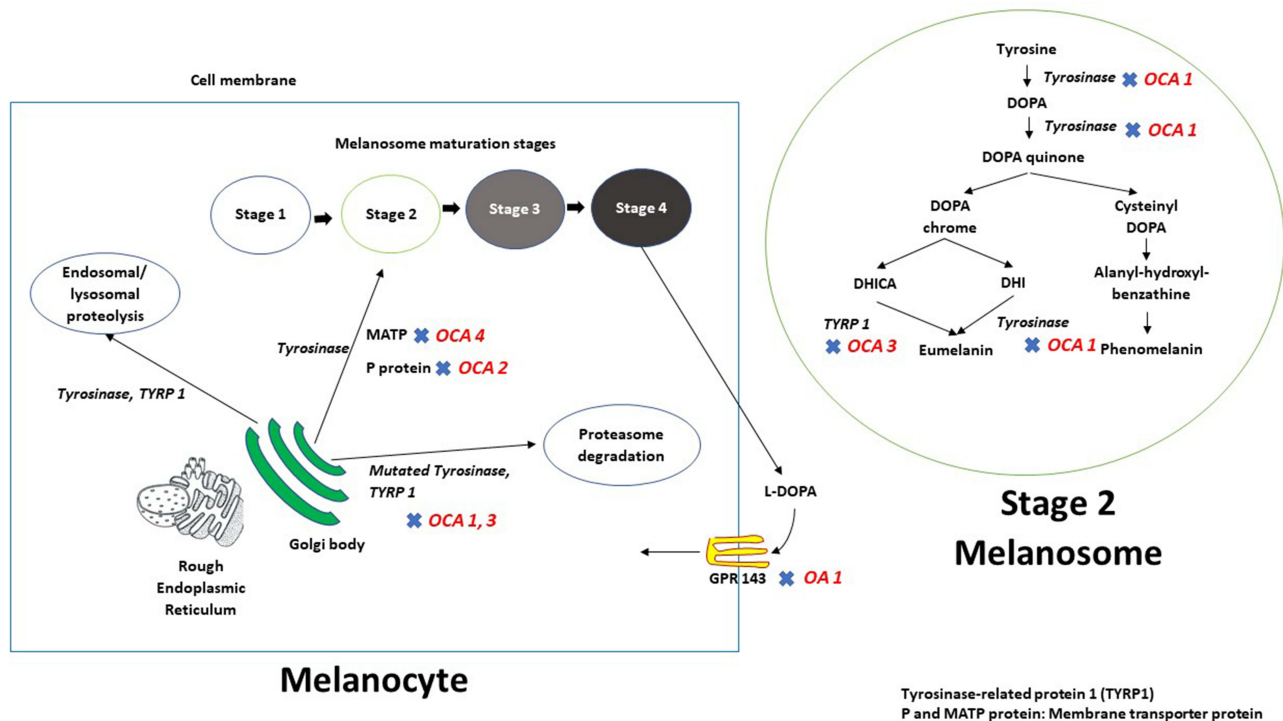 Cell membrane
Melanosome maturation stages
Stage 1
Stage 2
Stage 3
Stage 4
Endosomal/
lysosomal
proteolysis
Tyrosinase
MATP
OCA 4
P protein
OCA 2
Tyrosinase, TYRP 1
Proteasome
degradation
Mutated Tyrosinase,
TYRP 1
OCA 1, 3
Golgi body
Rough
Endoplasmic
Reticulum
L-DOPA
GPR 143
OA 1
Melanocyte
Tyrosine
Tyrosinase
OCA 1
DOPA
Tyrosinase
OCA 1
DOPA quinone
DOPA
chrome
Cysteinyl
DOPA
DHICA
DHI
Alanyl-hydroxyl-
benzathine
TYRP 1
OCA 3
Tyrosinase
OCA 1
Eumelanin
Phenomelanin
Stage 2
Melanosome
Tyrosinase-related protein 1 (TYRP1)
P and MATP protein: Membrane transporter protein